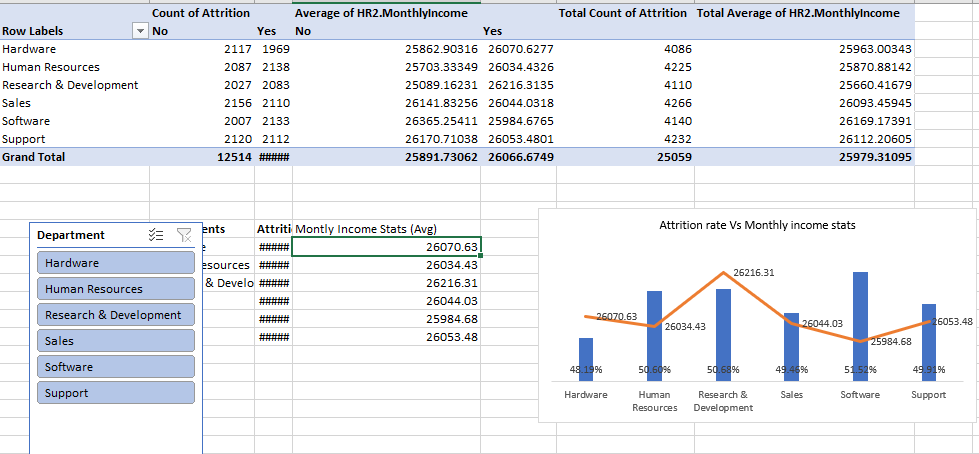 Count of Attrition Average of HR2.MonthlyIncome Total Count of Attrition Total Average of HR2.MonthlyIncome
Row Labels No Yes No Yes
Hardware 2117 1969 25862.90316 26070.6277 4086 25963.00343
Human Resources 2087 2138 25703.33349 26034.4326 4225 25870.88142
Research & Development 2027 2083 25089.16231 26216.3135 4110 25660.41679
Sales 2156 2110 26141.83256 26044.0318 4266 26093.45945
Software 2007 2133 26365.25411 25984.6765 4140 26169.17391
Support 2120 2112 26170.71038 26053.4801 4232 26112.20605
Grand Total 12514 ##### 25891.73062 26066.6749 25059 25979.31095
ents Attriti Montly Income Stats (Avg)
e ##### 26070.63
esources ##### 26034.43
& Develo ##### 26216.31
##### 26044.03
##### 25984.68
##### 26053.48
Department
Hardware
Human Resources
Research & Development
Sales
Software
Support
Attrition rate Vs Monthly income stats
26070.63 26034.43 26216.31 26044.03 25984.68 26053.48
48.19% 50.60% 50.68% 49.46% 51.52% 49.91%
Hardware Human Research & Sales Software Support
Resources Development